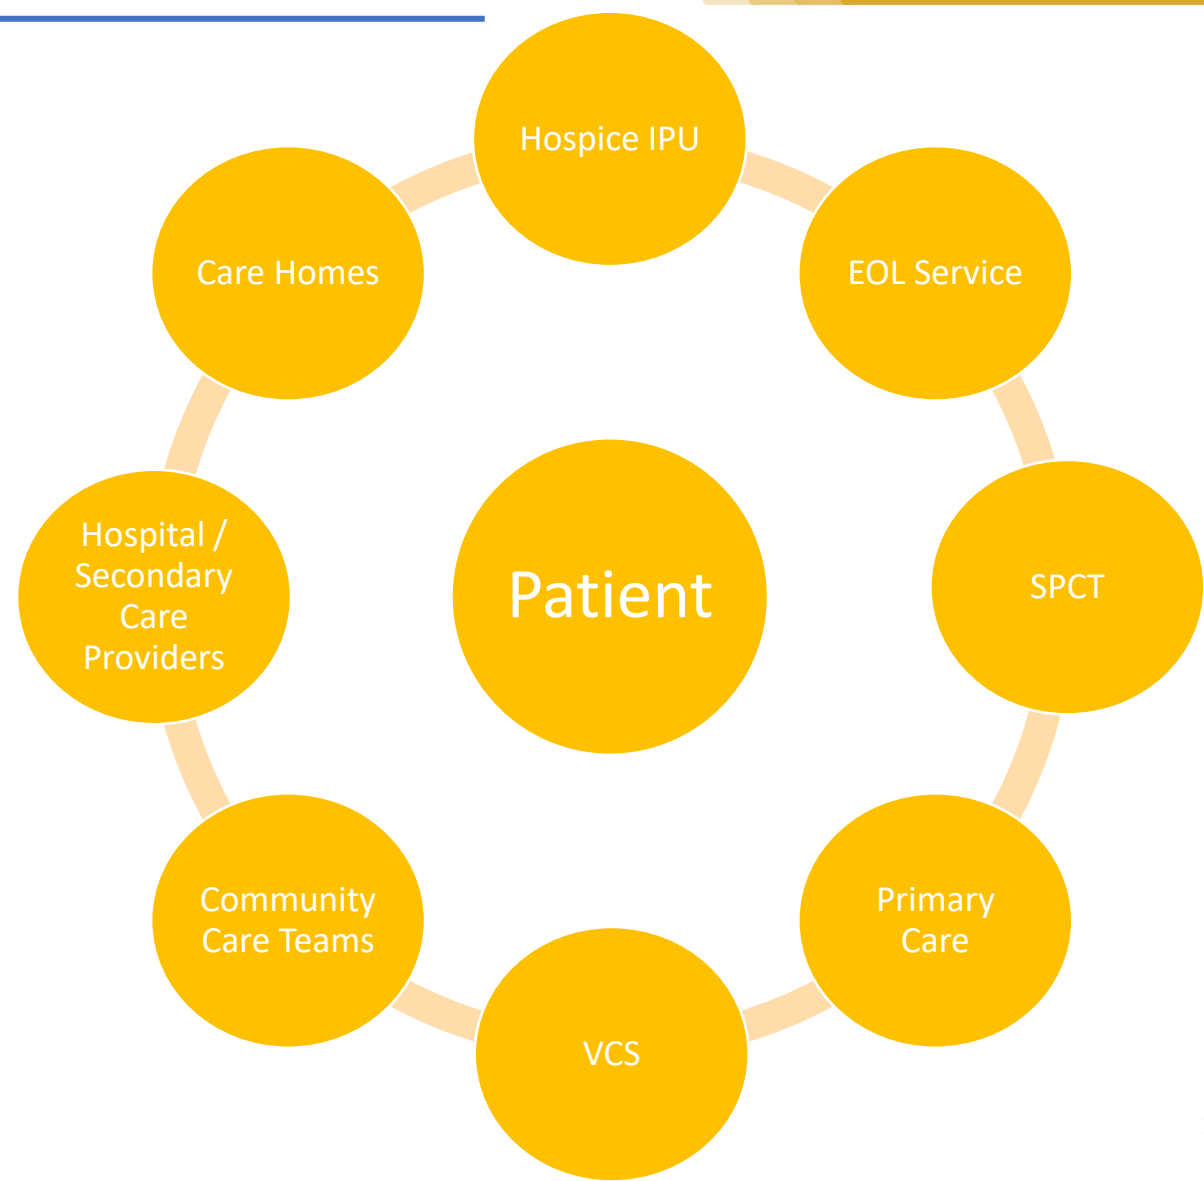 Hospice IPU
EOL Service
SPCT
Primary
Care
VCS
Community
Care Teams
Hospital /
Secondary
Care
Providers
Care Homes
Patient